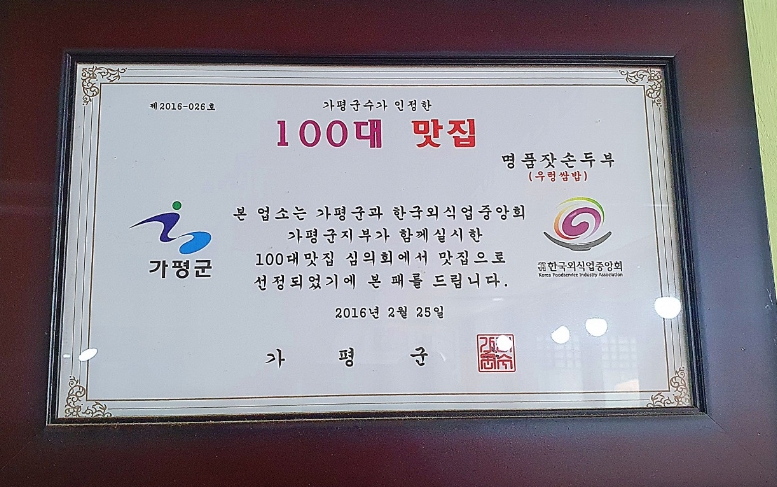 제2016-026호
가평군수가 인정한
100대 맛집
명품잣손두부
(우렁쌈밥)
본 업소는 가평군과 한국외식업중앙회
가평군지부가 함께실시한
100대맛집 심의회에서 맛집으로
선정되었기에 본 패를 드립니다.
가평군
한국외식업중앙회
Korea Foodservice Industry Association
2016년 2월 25일
가 평 군